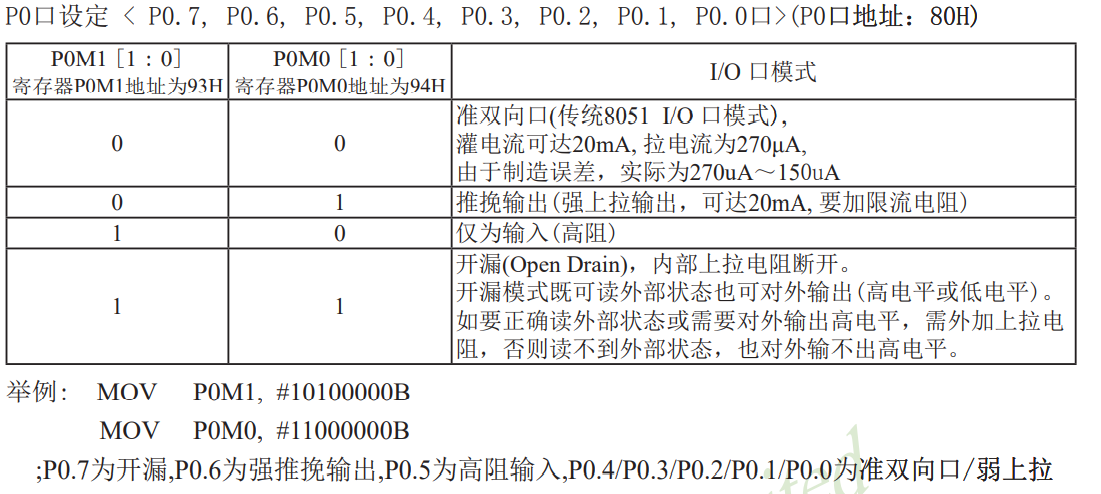 P0口设定 < P0.7, P0.6, P0.5, P0.4, P0.3, P0.2, P0.1, P0.0口>(P0口地址：80H)
P0M1 [1 : 0]
寄存器P0M1地址为93H
P0M0 [1 : 0]
寄存器P0M0地址为94H
I/O 口模式
0
0
准双向口(传统8051 I/O 口模式),
灌电流可达20mA, 拉电流为270μA,
由于制造误差，实际为270uA～150uA
0
1
推挽输出(强上拉输出，可达20mA, 要加限流电阻)
1
0
仅为输入(高阻)
1
1
开漏(Open Drain)，内部上拉电阻断开。
开漏模式既可读外部状态也可对外输出(高电平或低电平)。
如要正确读外部状态或需要对外输出高电平，需外加上拉电
阻，否则读不到外部状态，也对外输不出高电平。
举例： MOV P0M1, #10100000B
MOV P0M0, #11000000B
;P0.7为开漏,P0.6为强推挽输出,P0.5为高阻输入,P0.4/P0.3/P0.2/P0.1/P0.0为准双向口/弱上拉